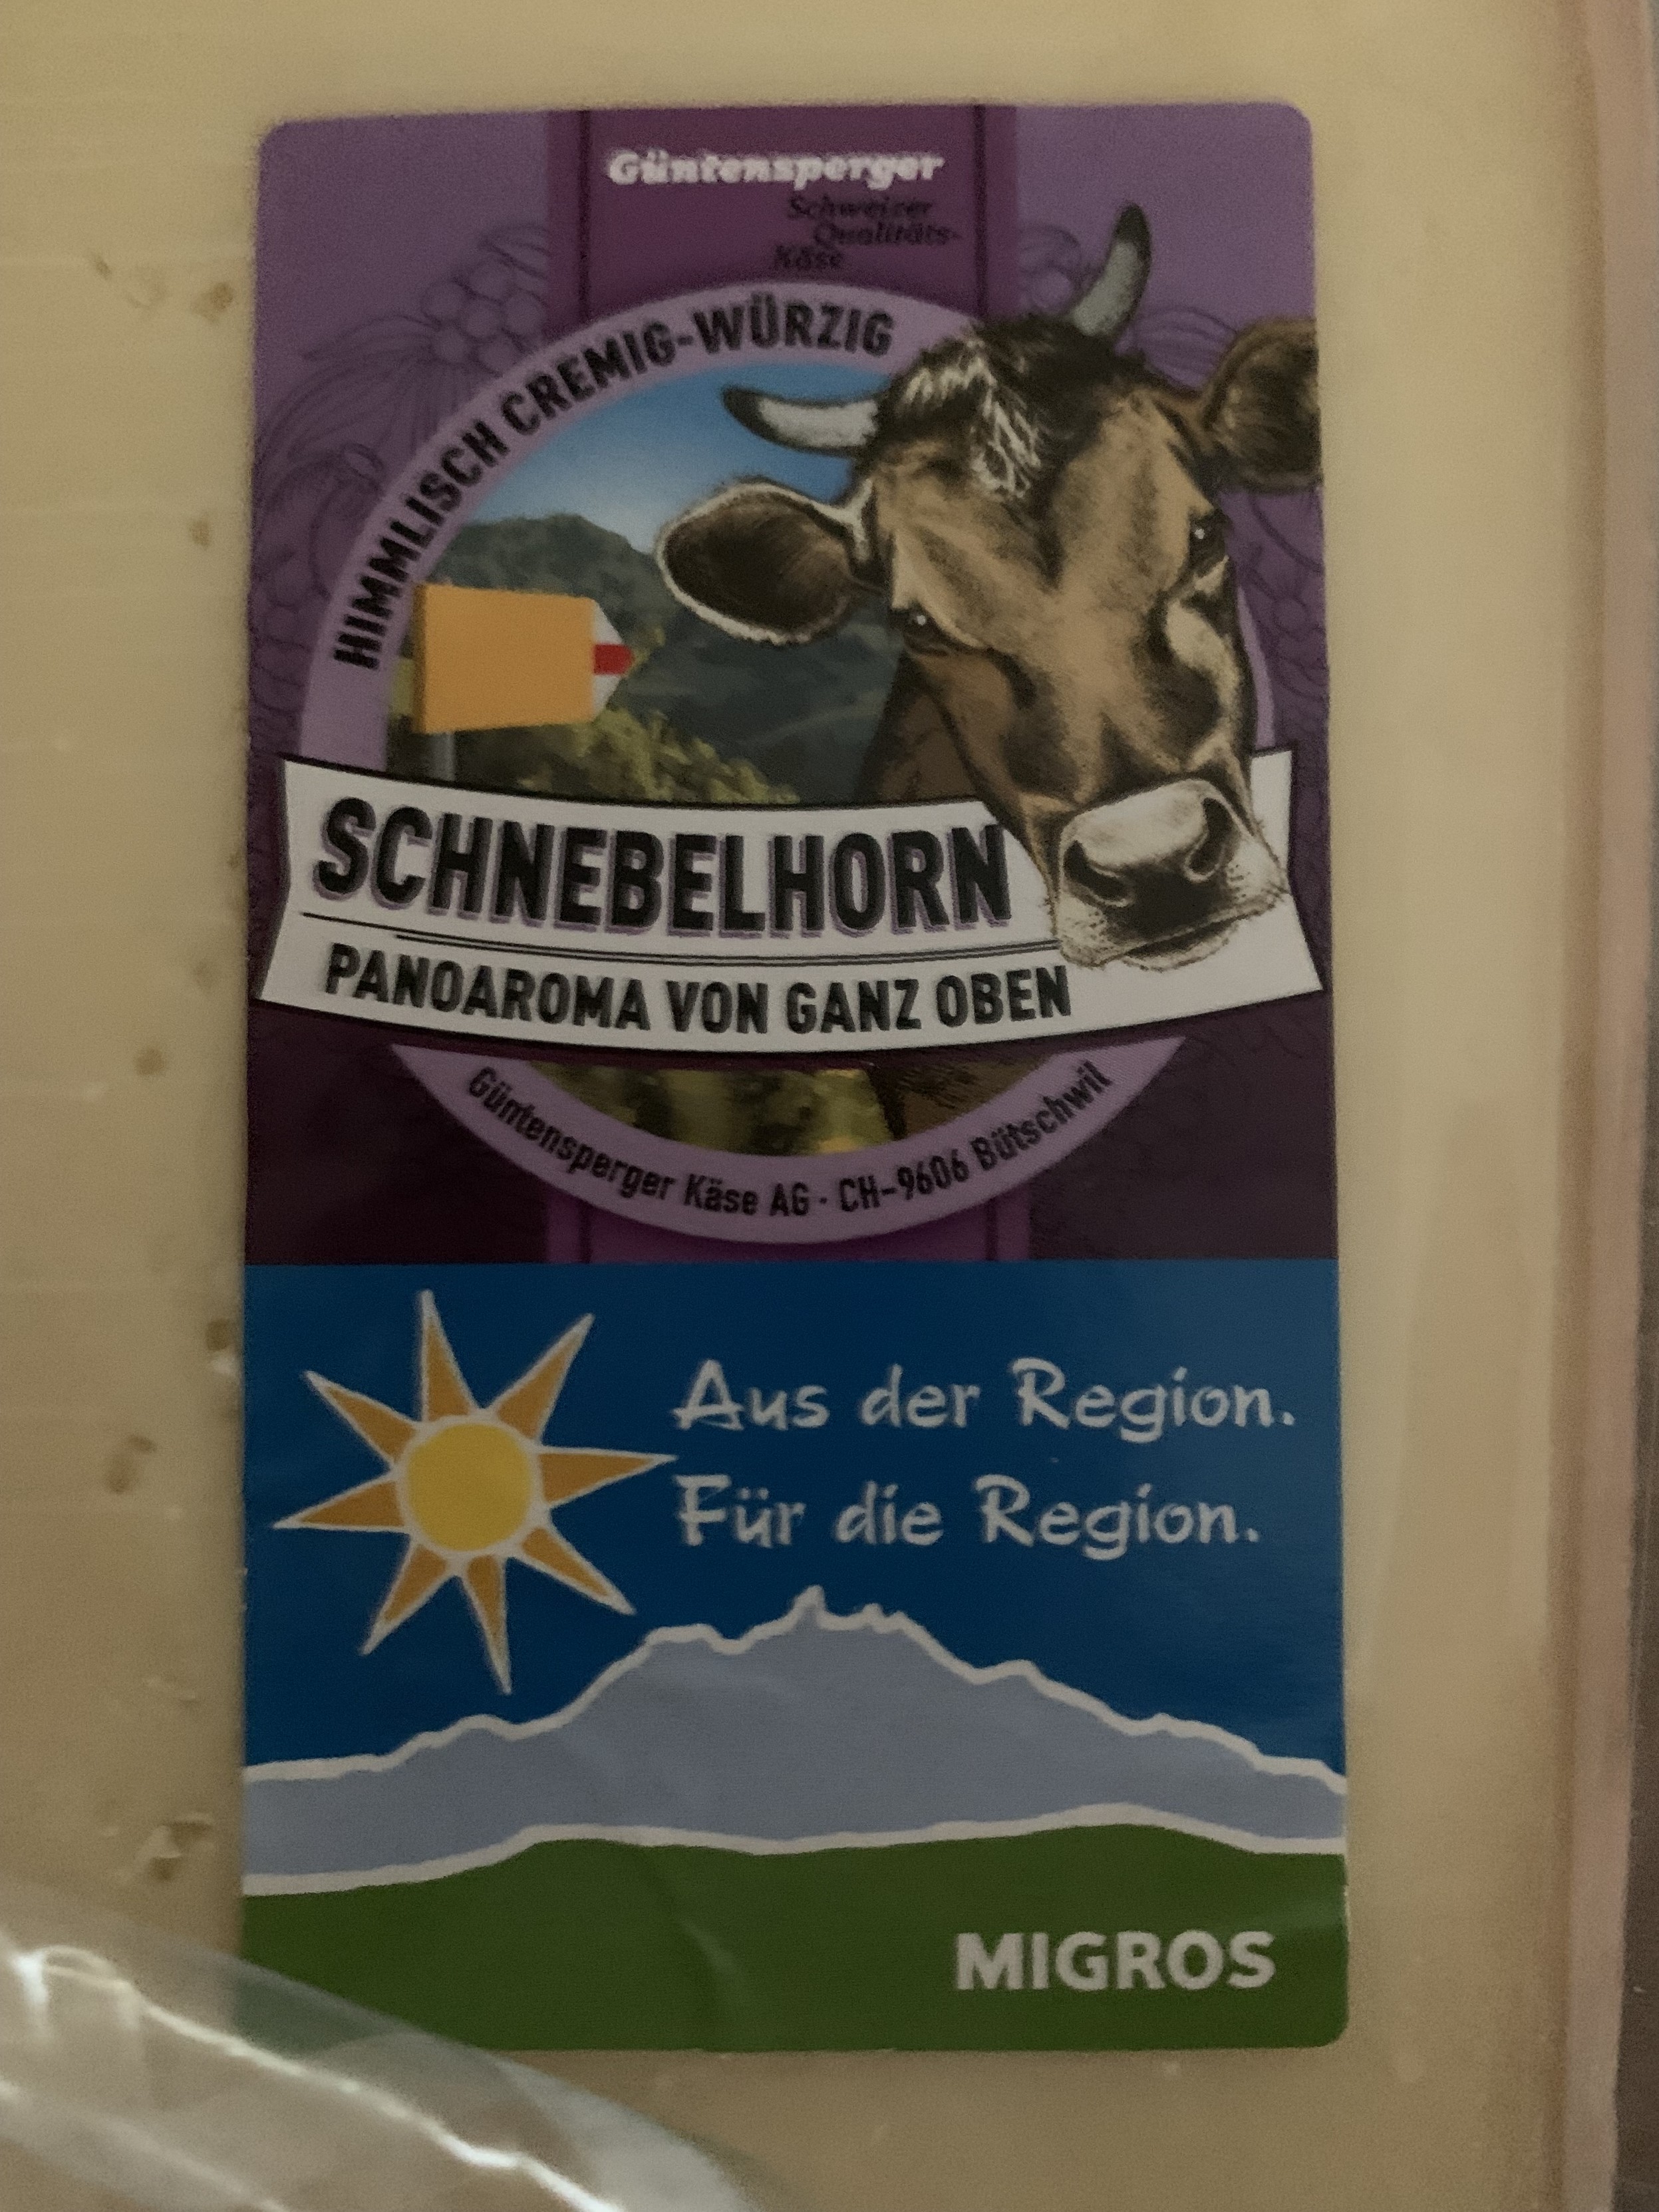 Güntensperger
Schweizer
Qualitäts-
Käse
HIMMLISCH CREMIG-WÜRZIG
SCHNEBELHORN
PANOAROMA VON GANZ OBEN
Güntensperger Käse AG · CH-9606 Bütschwil
Aus der Region.
Für die Region.
MIGROS